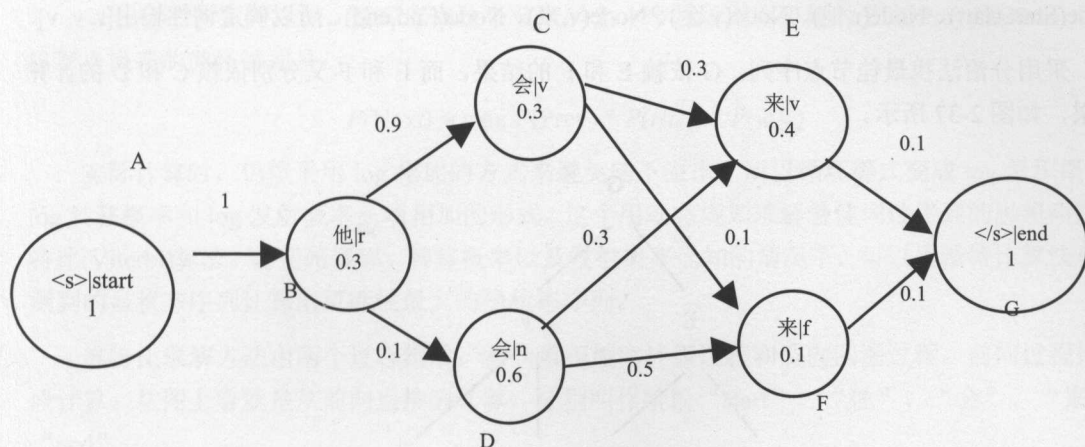 C
E
会|v
0.3
0.3
来|v
0.4
0.9
0.1
A
1
他|r
0.3
B
0.3
0.1
<s>|start
1
</s>|end
1
G
0.1
会|n
0.6
0.1
0.5
来|f
0.1
D
F